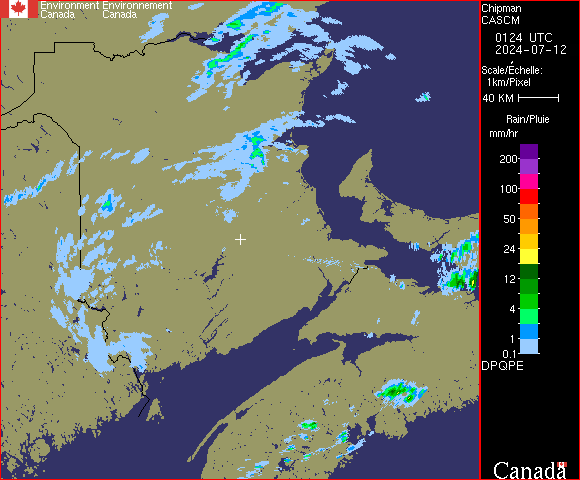 Environment Environnement
Canada Canada
Chipman
CASCM
0124 UTC
2024-07-12
Scale/Échelle:
1km/Pixel
40 KM
Rain/Pluie
mm/hr
200
100
50
24
12
4
1
0.1
DPQPE
Canada